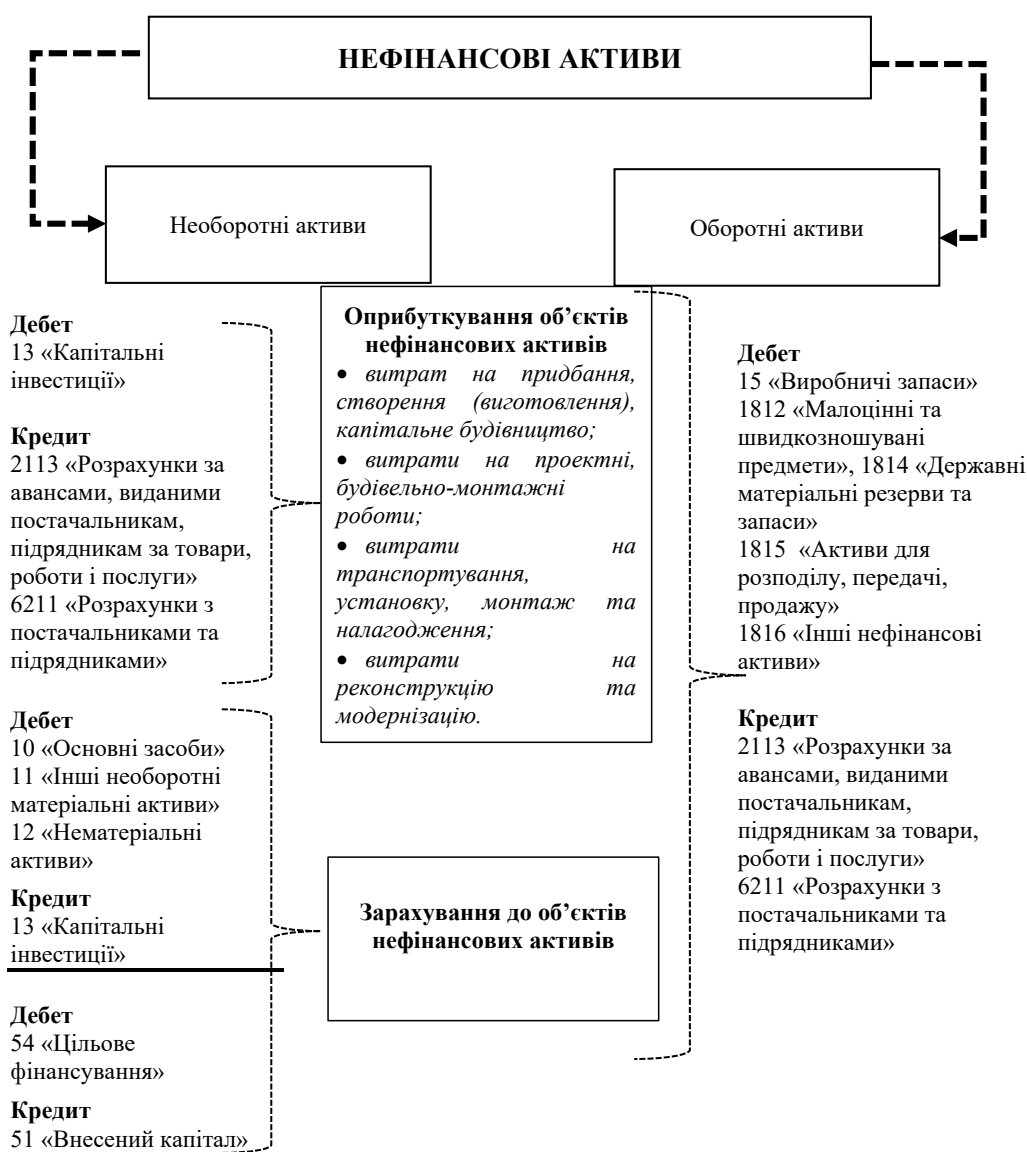 НЕФІНАНСОВІ АКТИВИ
Необоротні активи
Оборотні активи
Дебет
13 «Капітальні
інвестиції»
Кредит
2113 «Розрахунки за
авансами, виданими
постачальникам,
підрядникам за товари,
роботи і послуги»
6211 «Розрахунки з
постачальниками та
підрядниками»
Дебет
10 «Основні засоби»
11 «Інші необоротні
матеріальні активи»
12 «Нематеріальні
активи»
Кредит
13 «Капітальні
інвестиції»
Дебет
54 «Цільове
фінансування»
Кредит
51 «Внесений капітал»
Оприбуткування об’єктів
нефінансових активів
• витрат на придбання,
створення (виготовлення),
капітальне будівництво;
• витрати на проектні,
будівельно-монтажні
роботи;
• витрати на
транспортування,
установку, монтаж та
налагодження;
• витрати на
реконструкцію та
модернізацію.
Зарахування до об’єктів
нефінансових активів
Дебет
15 «Виробничі запаси»
1812 «Малоцінні та
швидкозношувані
предмети», 1814 «Державні
матеріальні резерви та
запаси»
1815 «Активи для
розподілу, передачі,
продажу»
1816 «Інші нефінансові
активи»
Кредит
2113 «Розрахунки за
авансами, виданими
постачальникам,
підрядникам за товари,
роботи і послуги»
6211 «Розрахунки з
постачальниками та
підрядниками»